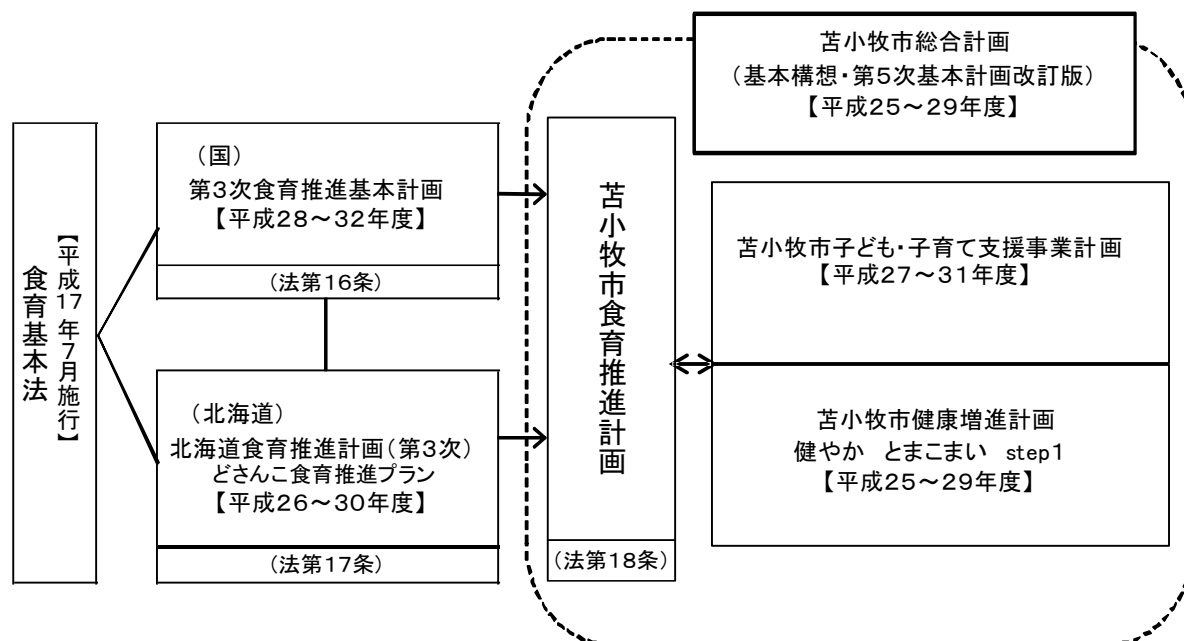 食育基本法
【平成17年7月施行】
(国)
第3次食育推進基本計画
【平成28～32年度】
(法第16条)
(北海道)
北海道食育推進計画(第3次)
どさんこ食育推進プラン
【平成26～30年度】
(法第17条)
苫小牧市食育推進計画
(法第18条)
苫小牧市総合計画
(基本構想・第5次基本計画改訂版)
【平成25～29年度】
苫小牧市子ども・子育て支援事業計画
【平成27～31年度】
苫小牧市健康増進計画
健やか とまこまい step1
【平成25～29年度】